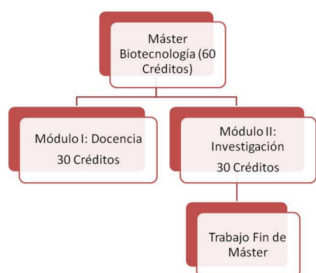 Máster
Biotecnología (60
Créditos)
Módulo I: Docencia
30 Créditos
Módulo II:
Investigación
30 Créditos
Trabajo Fin de
Máster